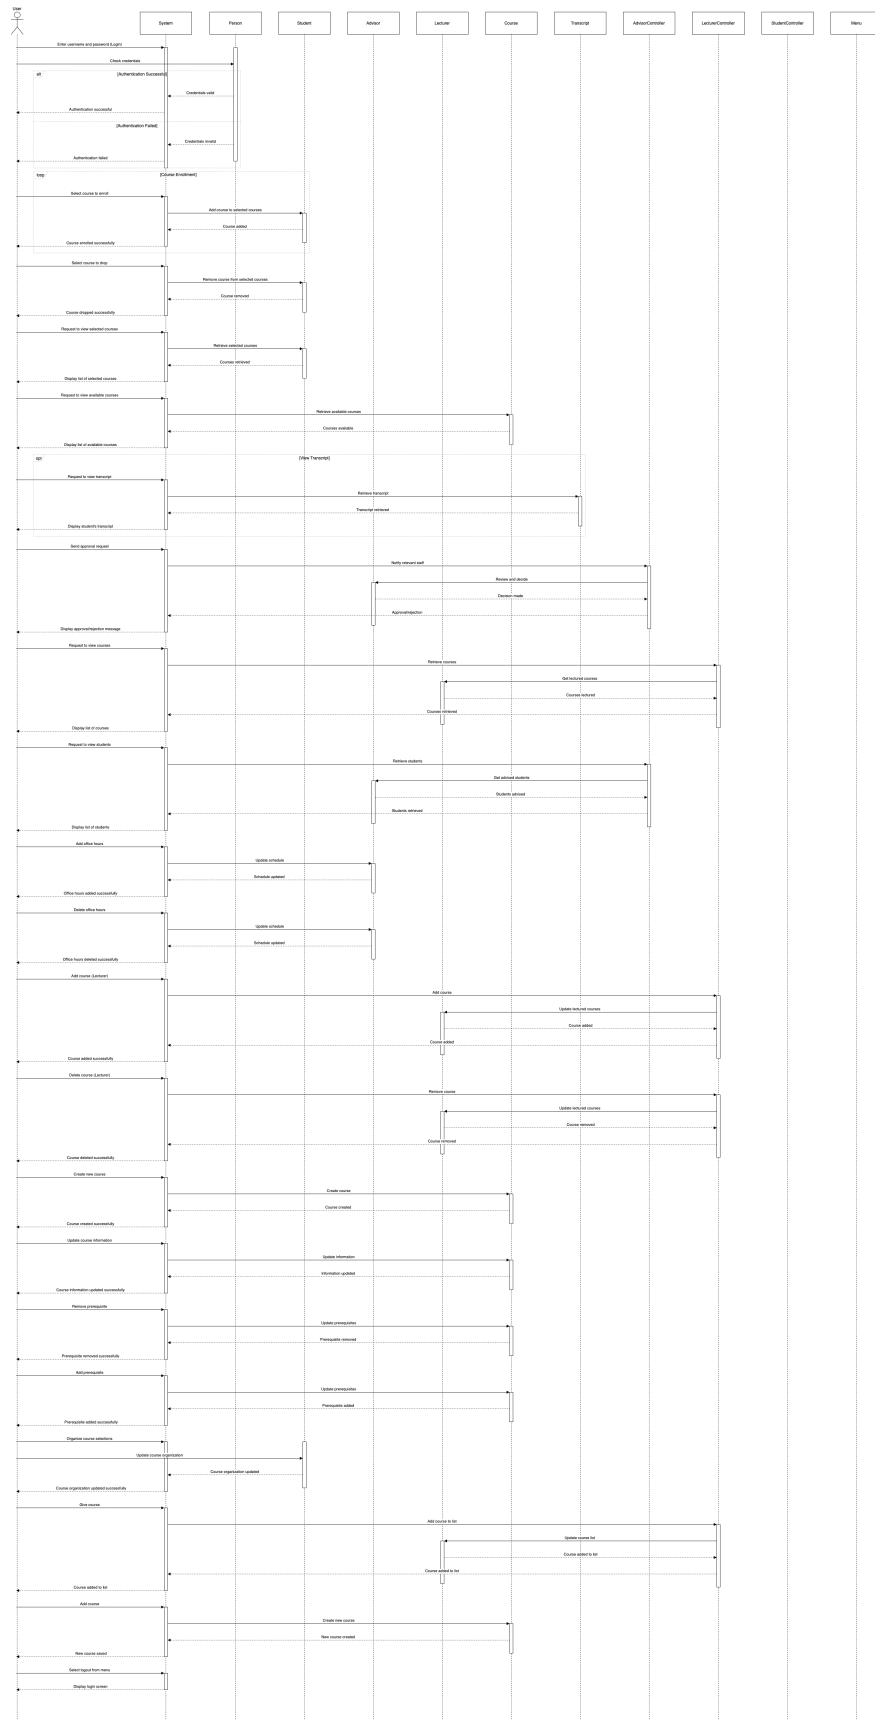 User
System
Person
Student
Advisor
Lecturer
Course
Transcript
AdvisorController
LecturerController
StudentController
Menu
Enter username and password (Login)
Check credentials
alt
[Authentication Successful]
Credentials valid
Authentication successful
[Authentication Failed]
Credentials invalid
Authentication failed
loop
[Course Enrollment]
Select course to enroll
Add course to selected courses
Course added
Course enrolled successfully
Select course to drop
Remove course from selected courses
Course removed
Course dropped successfully
Request to view selected courses
Retrieve selected courses
Courses retrieved
Display list of selected courses
Request to view available courses
Retrieve available courses
Courses available
Display list of available courses
opt
[View Transcript]
Request to view transcript
Retrieve transcript
Transcript retrieved
Display student's transcript
Send approval request
Notify relevant staff
Review and decide
Decision made
Approval/rejection
Display approval/rejection message
Request to view courses
Retrieve courses
Get lectured courses
Courses lectured
Courses retrieved
Display list of courses
Request to view students
Retrieve students
Get advised students
Students advised
Students retrieved
Display list of students
Add office hours
Update schedule
Schedule updated
Office hours added successfully
Delete office hours
Update schedule
Schedule updated
Office hours deleted successfully
Add course (Lecturer)
Add course
Update lectured courses
Course added
Course added
Course added successfully
Delete course (Lecturer)
Remove course
Update lectured courses
Course removed
Course removed
Course deleted successfully
Create new course
Create course
Course created
Course created successfully
Update course information
Update information
Information updated
Course information updated successfully
Remove prerequisite
Update prerequisites
Prerequisite removed
Prerequisite removed successfully
Add prerequisite
Update prerequisites
Prerequisite added
Prerequisite added successfully
Organize course selections
Update course organization
Course organization updated
Course organization updated successfully
Give course
Add course to list
Update course list
Course added to list
Course added to list
Course added to list
Add course
Create new course
New course created
New course saved
Select logout from menu
Display login screen